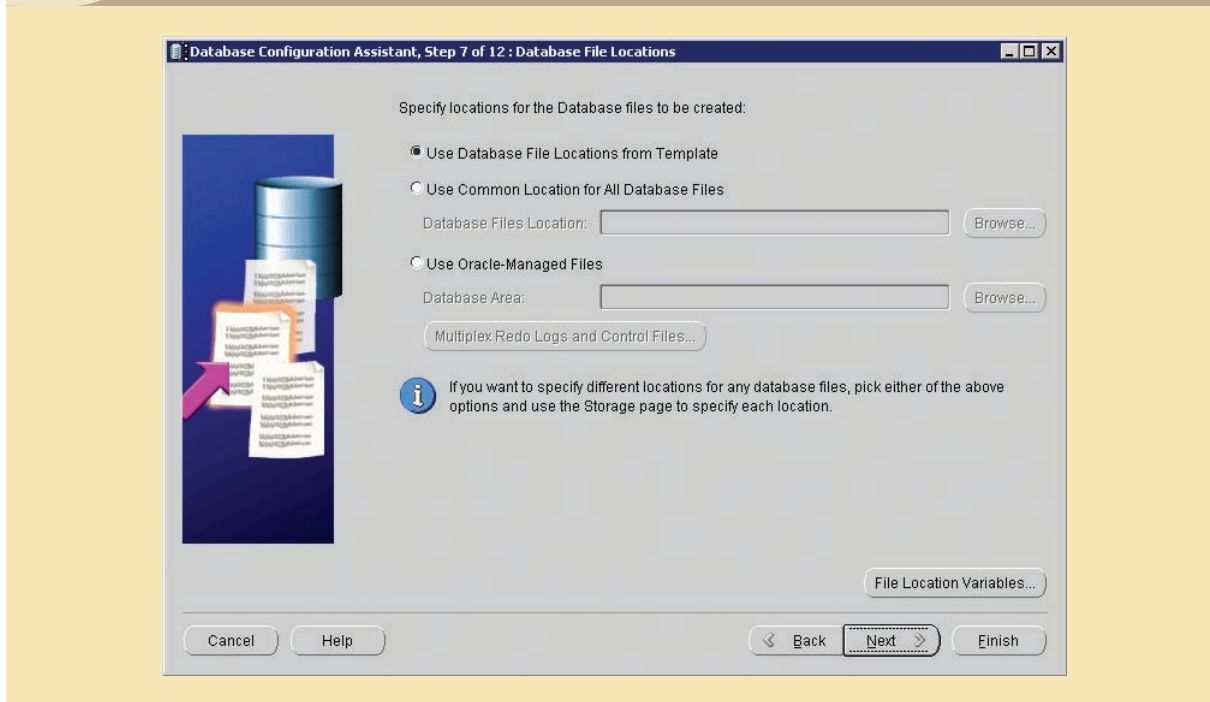 Database Configuration Assistant, Step 7 of 12 : Database File Locations
Specify locations for the Database files to be created:
Use Database File Locations from Template
Use Common Location for All Database Files
Database Files Location:
Browse...
Use Oracle-Managed Files
Database Area:
Browse...
Multiplex Redo Logs and Control Files...
If you want to specify different locations for any database files, pick either of the above
options and use the Storage page to specify each location.
File Location Variables...
Cancel
Help
Back
Next
Finish